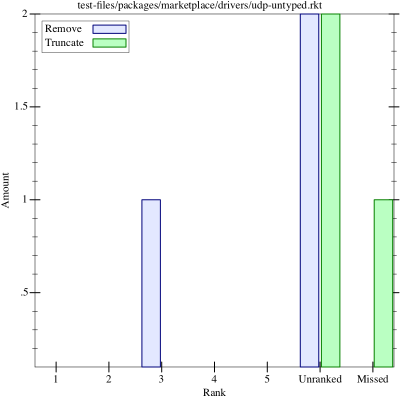 test-files/packages/marketplace/drivers/udp-untyped.rkt
Remove
Truncate
2
1.5
1
.5
Amount
1 2 3 4 5 Unranked Missed
Rank